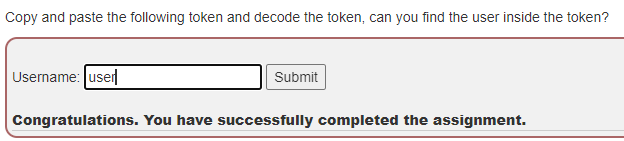 Copy and paste the following token and decode the token, can you find the user inside the token?
Username: user Submit
Congratulations. You have successfully completed the assignment.